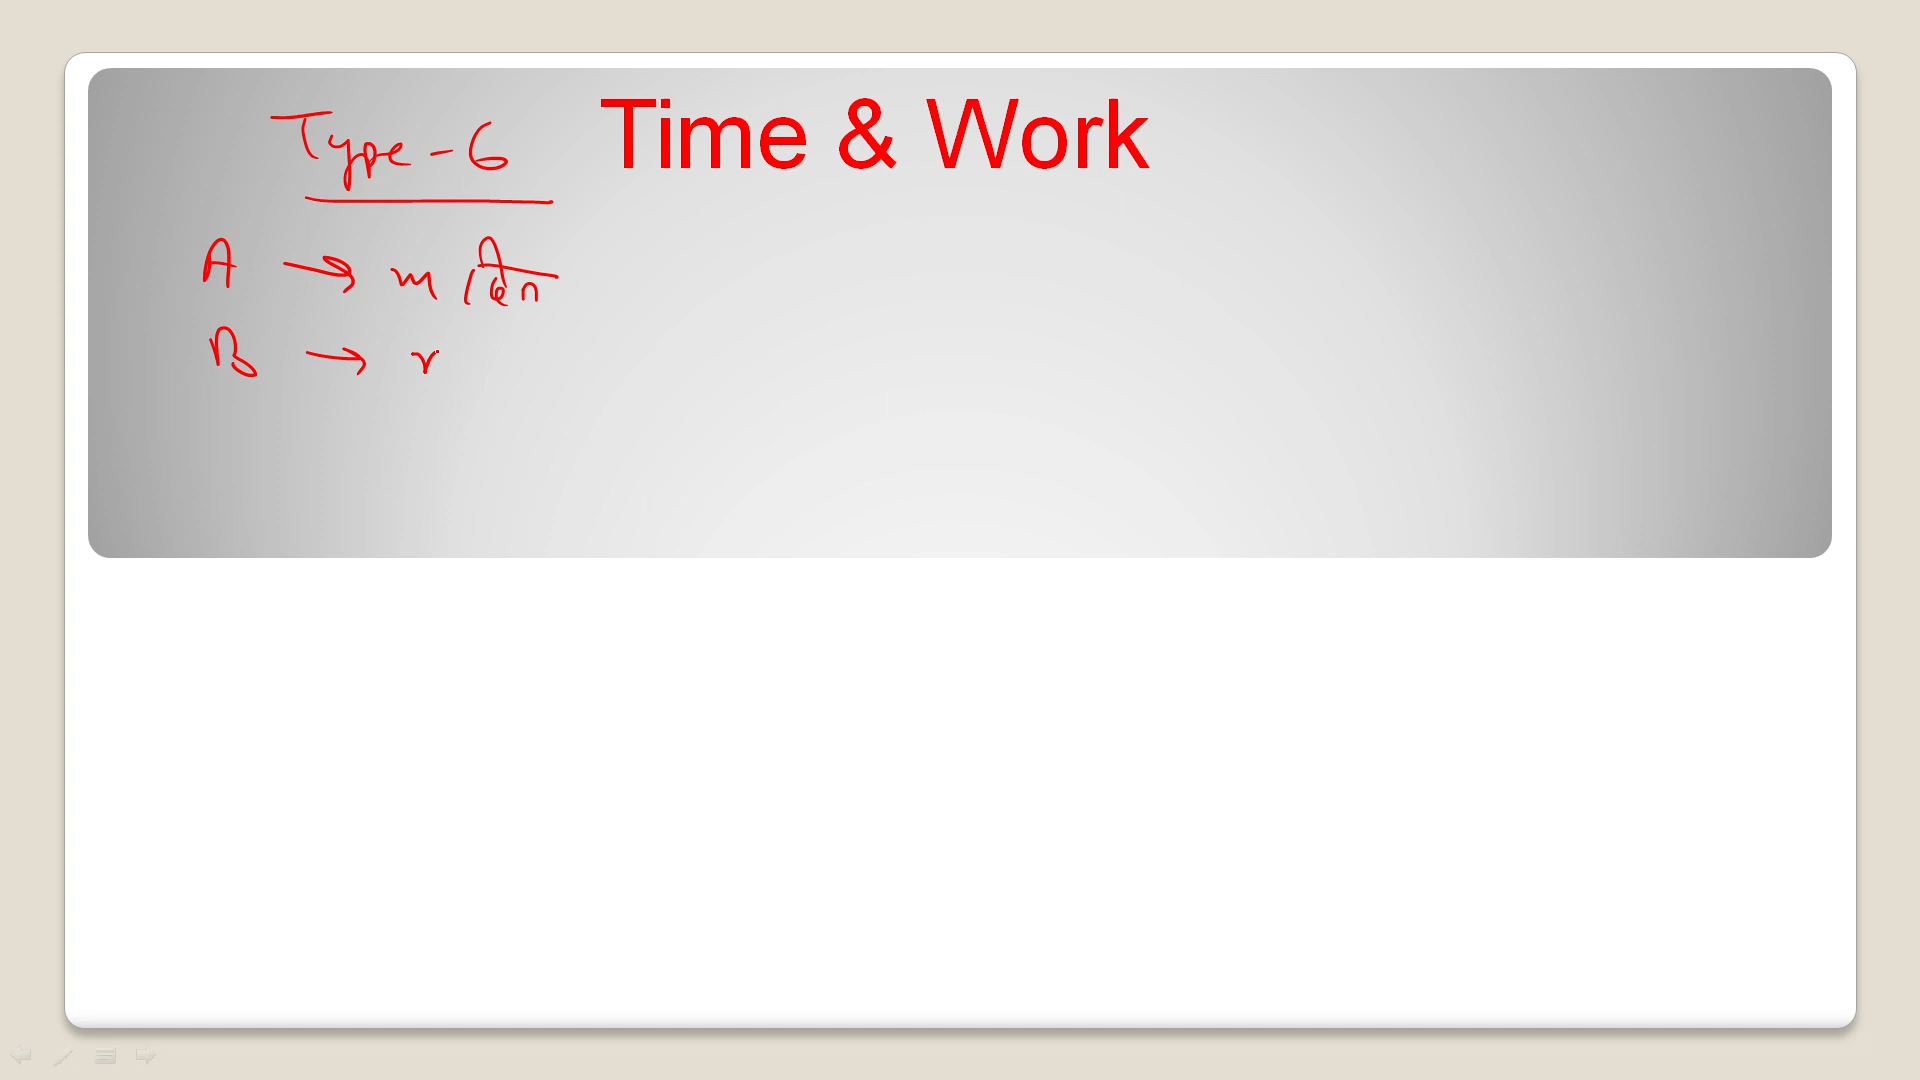 Time & Work
Type - 6
A → m
B → r